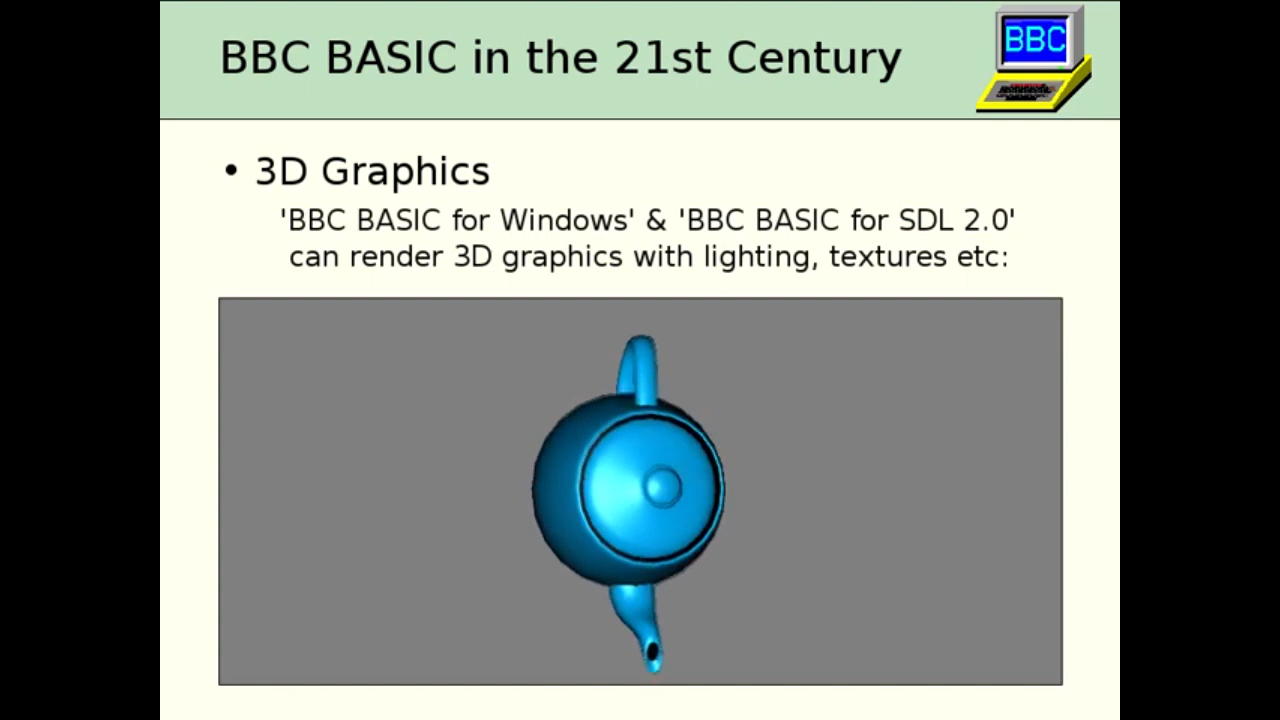 BBC BASIC in the 21st Century
BBC
• 3D Graphics
'BBC BASIC for Windows' & 'BBC BASIC for SDL 2.0'
can render 3D graphics with lighting, textures etc: